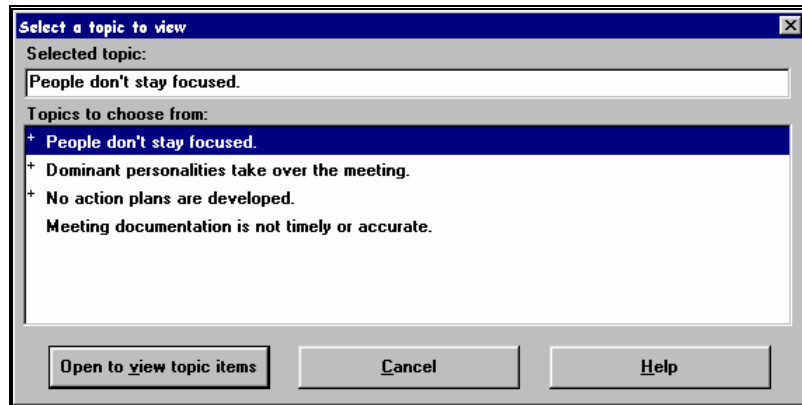 Select a topic to view
Selected topic:
People don't stay focused.
Topics to choose from:
+ People don't stay focused.
+ Dominant personalities take over the meeting.
+ No action plans are developed.
Meeting documentation is not timely or accurate.
Open to view topic items Cancel Help